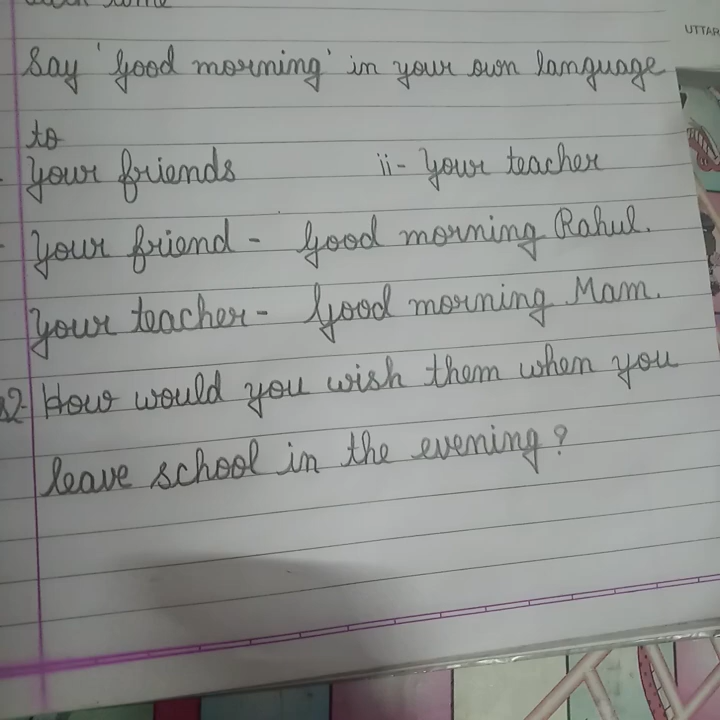 Say 'Good morning' in your own language
to
Your friends ii- Your teacher
Your friend - Good morning Rahul.
Your teacher- Good morning Mam.
2- How would you wish them when you
leave school in the evening?
UTTAR